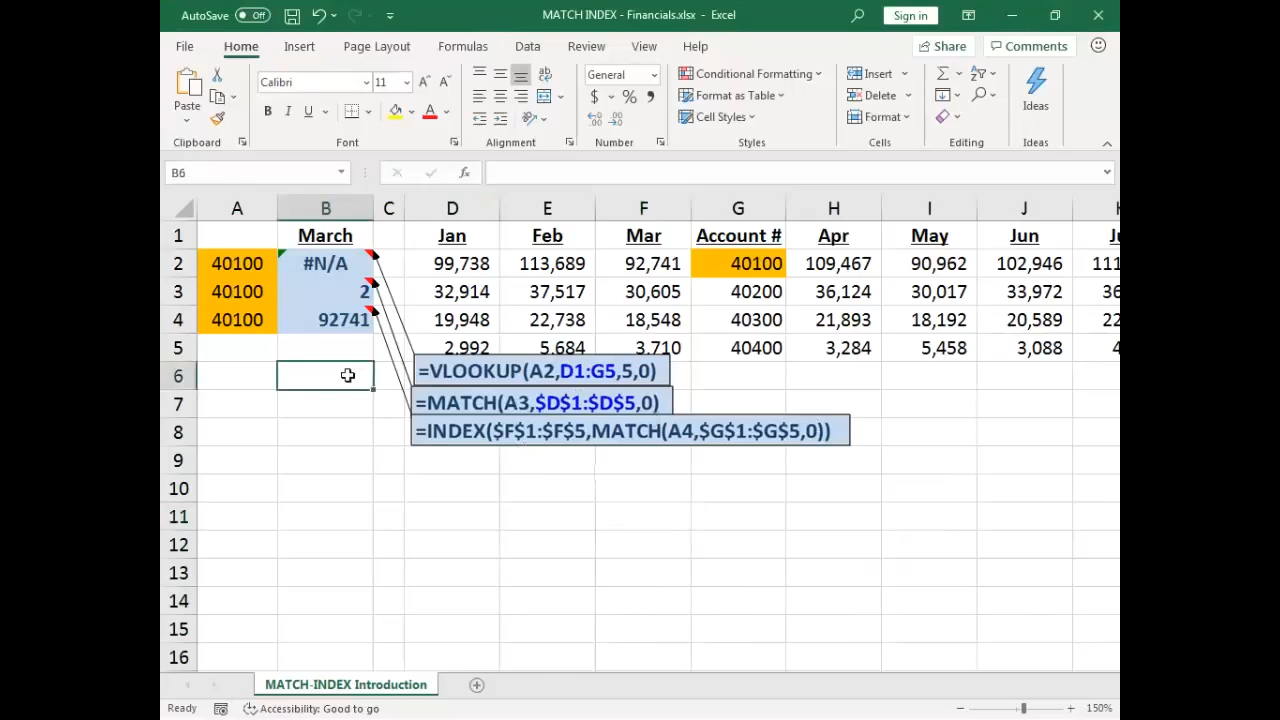 AutoSave Off MATCH INDEX - Financials.xlsx - Excel Sign in
File Home Insert Page Layout Formulas Data Review View Help Share Comments
Paste Calibri 11 General Conditional Formatting Insert
B I U $ % Format as Table Delete Ideas
Cell Styles Format
Clipboard Font Alignment Number Styles Cells Editing Ideas
B6 fx
A B C D E F G H I J K
1 March Jan Feb Mar Account # Apr May Jun Ju
2 40100 #N/A 99,738 113,689 92,741 40100 109,467 90,962 102,946 111
3 40100 2 32,914 37,517 30,605 40200 36,124 30,017 33,972 36
4 40100 92741 19,948 22,738 18,548 40300 21,893 18,192 20,589 22
5 2,992 5,684 3,710 40400 3,284 5,458 3,088 4
6 =VLOOKUP(A2,D1:G5,5,0)
7 =MATCH(A3,$D$1:$D$5,0)
8 =INDEX($F$1:$F$5,MATCH(A4,$G$1:$G$5,0))
9
10
11
12
13
14
15
16
MATCH-INDEX Introduction
Ready Accessibility: Good to go 150%